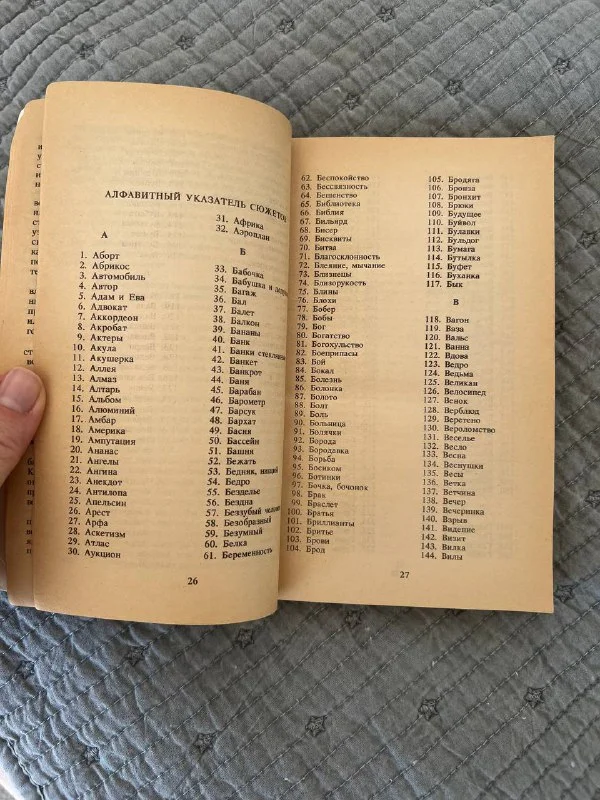 АЛФАВИТНЫЙ УКАЗАТЕЛЬ СЮЖЕТОВ
А
1. Аборт
2. Абрикос
3. Автомобиль
4. Автор
5. Адам и Ева
6. Адвокат
7. Аккордеон
8. Акробат
9. Актеры
10. Акула
11. Акушерка
12. Аллея
13. Алмаз
14. Алтарь
15. Альбом
16. Алюминий
17. Амбар
18. Америка
19. Ампутация
20. Ананас
21. Ангелы
22. Ангина
23. Анекдот
24. Антилопа
25. Апельсин
26. Арест
27. Арфа
28. Аскетизм
29. Атлас
30. Аукцион
31. Африка
32. Аэроплан
Б
33. Бабочка
34. Бабушка и
35. Багаж
36. Бал
37. Балет
38. Балкон
39. Бананы
40. Банк
41. Банки
42. Банкет
43. Банкрот
44. Баня
45. Барабан
46. Барометр
47. Барсук
48. Бархат
49. Басня
50. Бассейн
51. Башня
52. Бежать
53. Бедняк, нищий
54. Бедро
55. Безделье
56. Бездна
57. Беззубый человек
58. Безобразный
59. Безумный
60. Белка
61. Беременность
26
62. Беспокойство
63. Бессвязность
64. Бешенство
65. Библиотека
66. Библия
67. Бильярд
68. Бисер
69. Бисквиты
70. Битва
71. Благосклонность
72. Блеяние, мычание
73. Близнецы
74. Близорукость
75. Блины
76. Блохи
77. Бобер
78. Бобы
79. Бог
80. Богатство
81. Богохульство
82. Боеприпасы
83. Бой
84. Бокал
85. Болезнь
86. Болонка
87. Болото
88. Болт
89. Боль
90. Больница
91. Болячки
92. Борода
93. Бородавка
94. Борьба
95. Босиком
96. Ботинки
97. Бочка, бочонок
98. Брак
99. Браслет
100. Братья
101. Бриллианты
102. Бритье
103. Брови
104. Брод
105. Бродяга
106. Бронза
107. Бронхит
108. Брюки
109. Будущее
110. Буйвол
111. Булавки
112. Бульдог
113. Бумага
114. Бутылка
115. Буфет
116. Буханка
117. Бык
В
118. Вагон
119. Ваза
120. Вальс
121. Ванна
122. Вдова
123. Ведро
124. Ведьма
125. Великан
126. Велосипед
127. Венок
128. Верблюд
129. Веретено
130. Вероломство
131. Веселье
132. Весло
133. Весна
134. Веснушки
135. Весы
136. Ветка
137. Ветчина
138. Вечер
139. Вечеринка
140. Взрыв
141. Видение
142. Визит
143. Вилка
144. Вилы
27